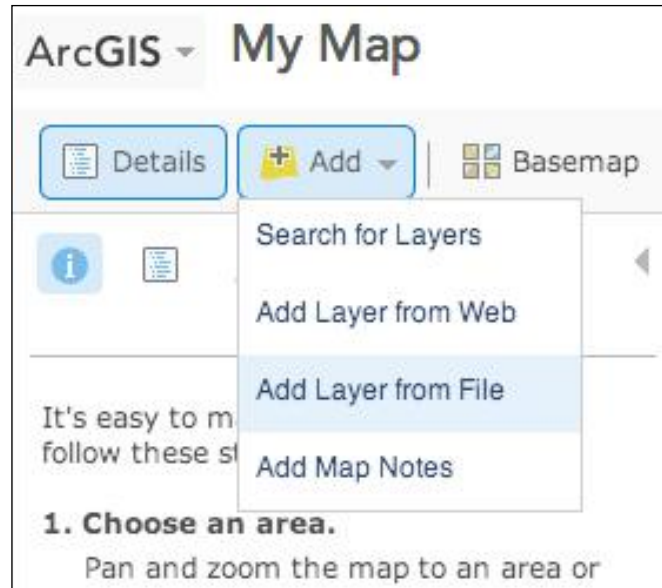 ArcGIS My Map
Details Add Basemap
Search for Layers
Add Layer from Web
Add Layer from File
Add Map Notes
It's easy to m
follow these st
1. Choose an area.
Pan and zoom the map to an area or